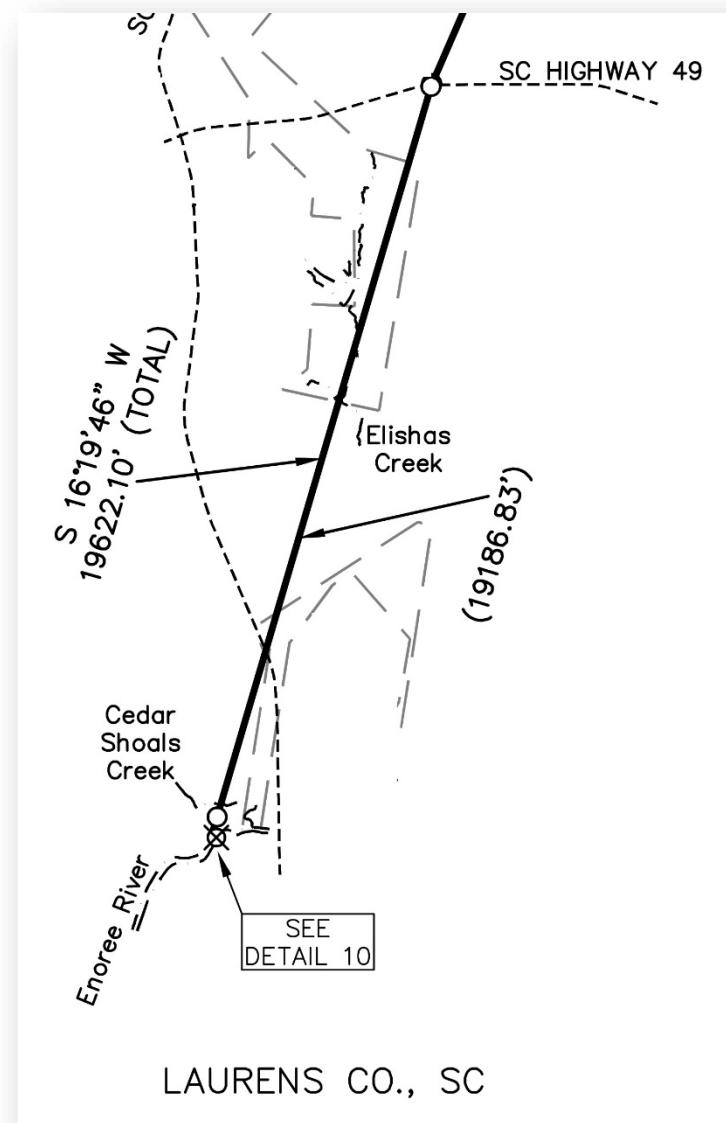 SC
SC HIGHWAY 49
S 16°19'46" W
19622.10' (TOTAL)
Elishas
Creek
(19186.83')
Cedar
Shoals
Creek
Enoree River
SEE
DETAIL 10
LAURENS CO., SC